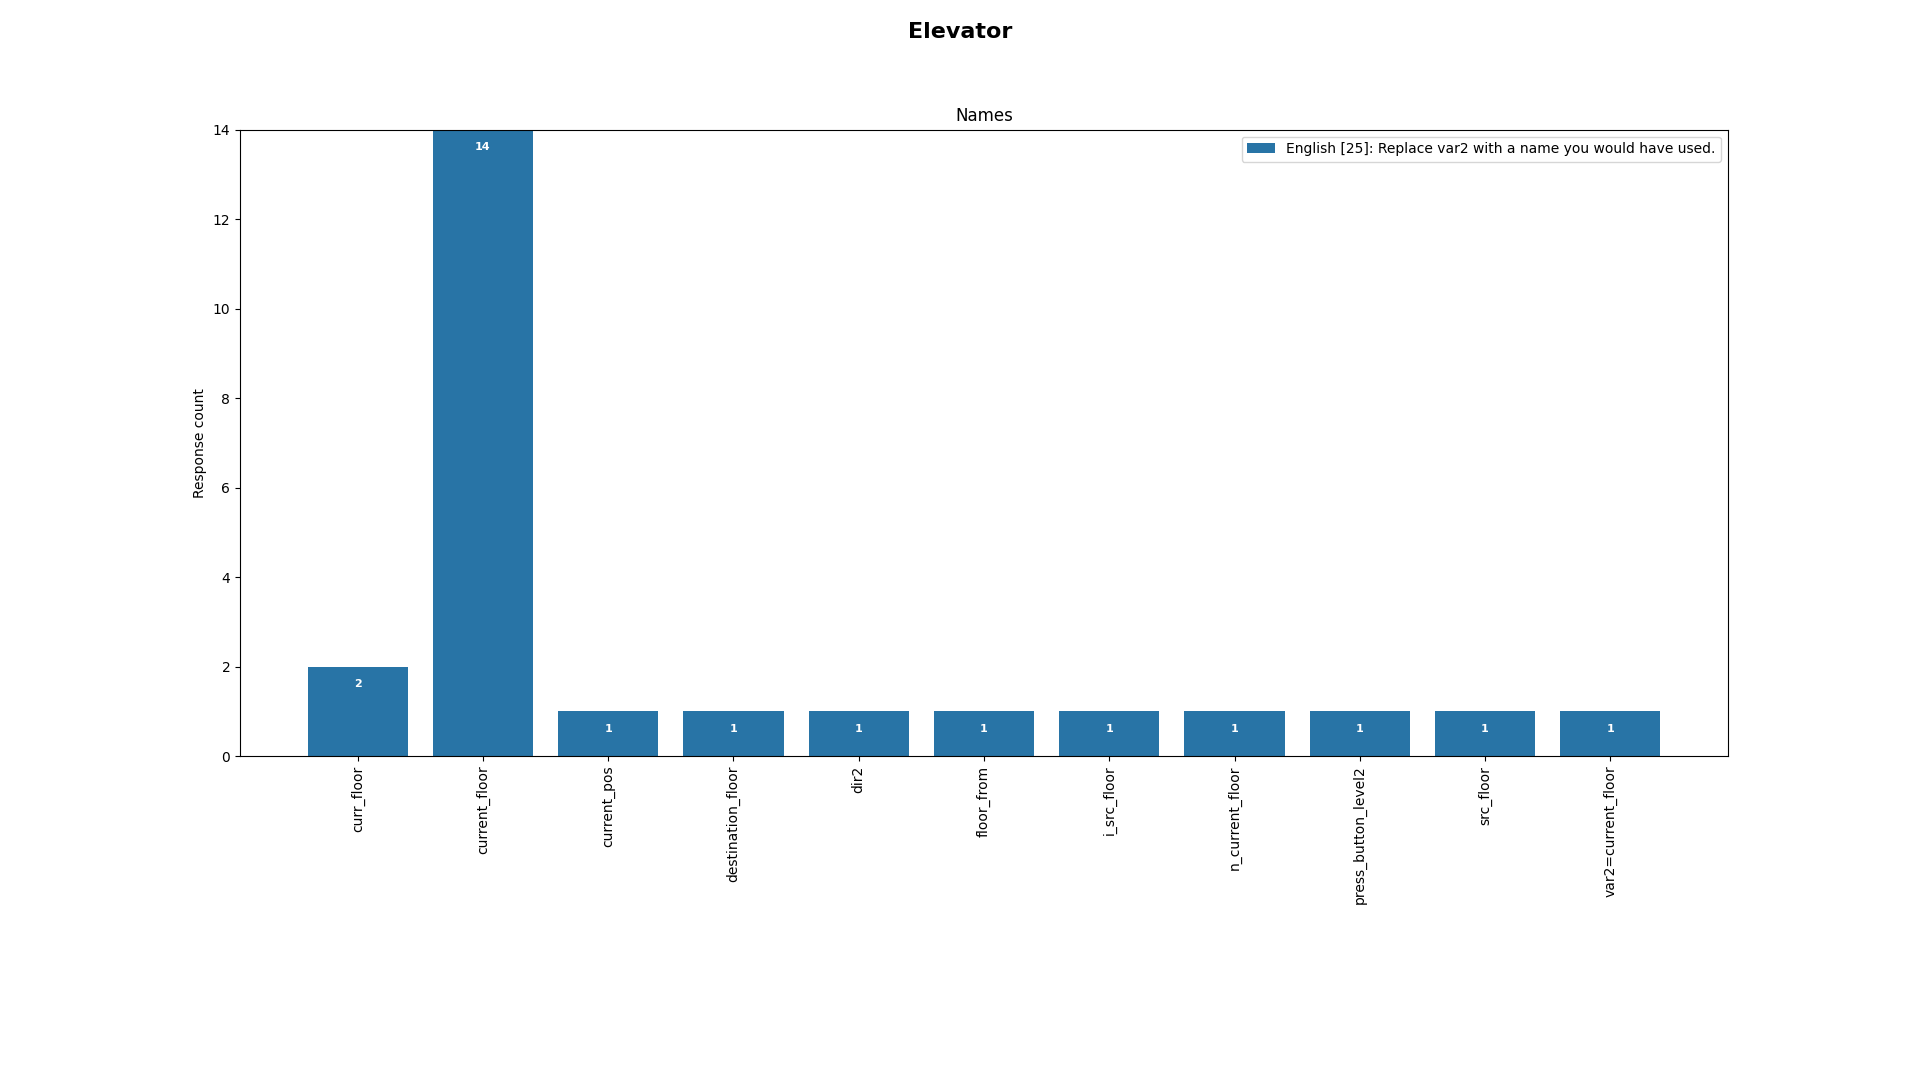 Elevator
Names
English [25]: Replace var2 with a name you would have used.
Response count
14
12
10
8
6
4
2
0
2
14
1
1
1
1
1
1
1
1
1
curr_floor
current_floor
current_pos
destination_floor
dir2
floor_from
i_src_floor
n_current_floor
press_button_level2
src_floor
var2=current_floor